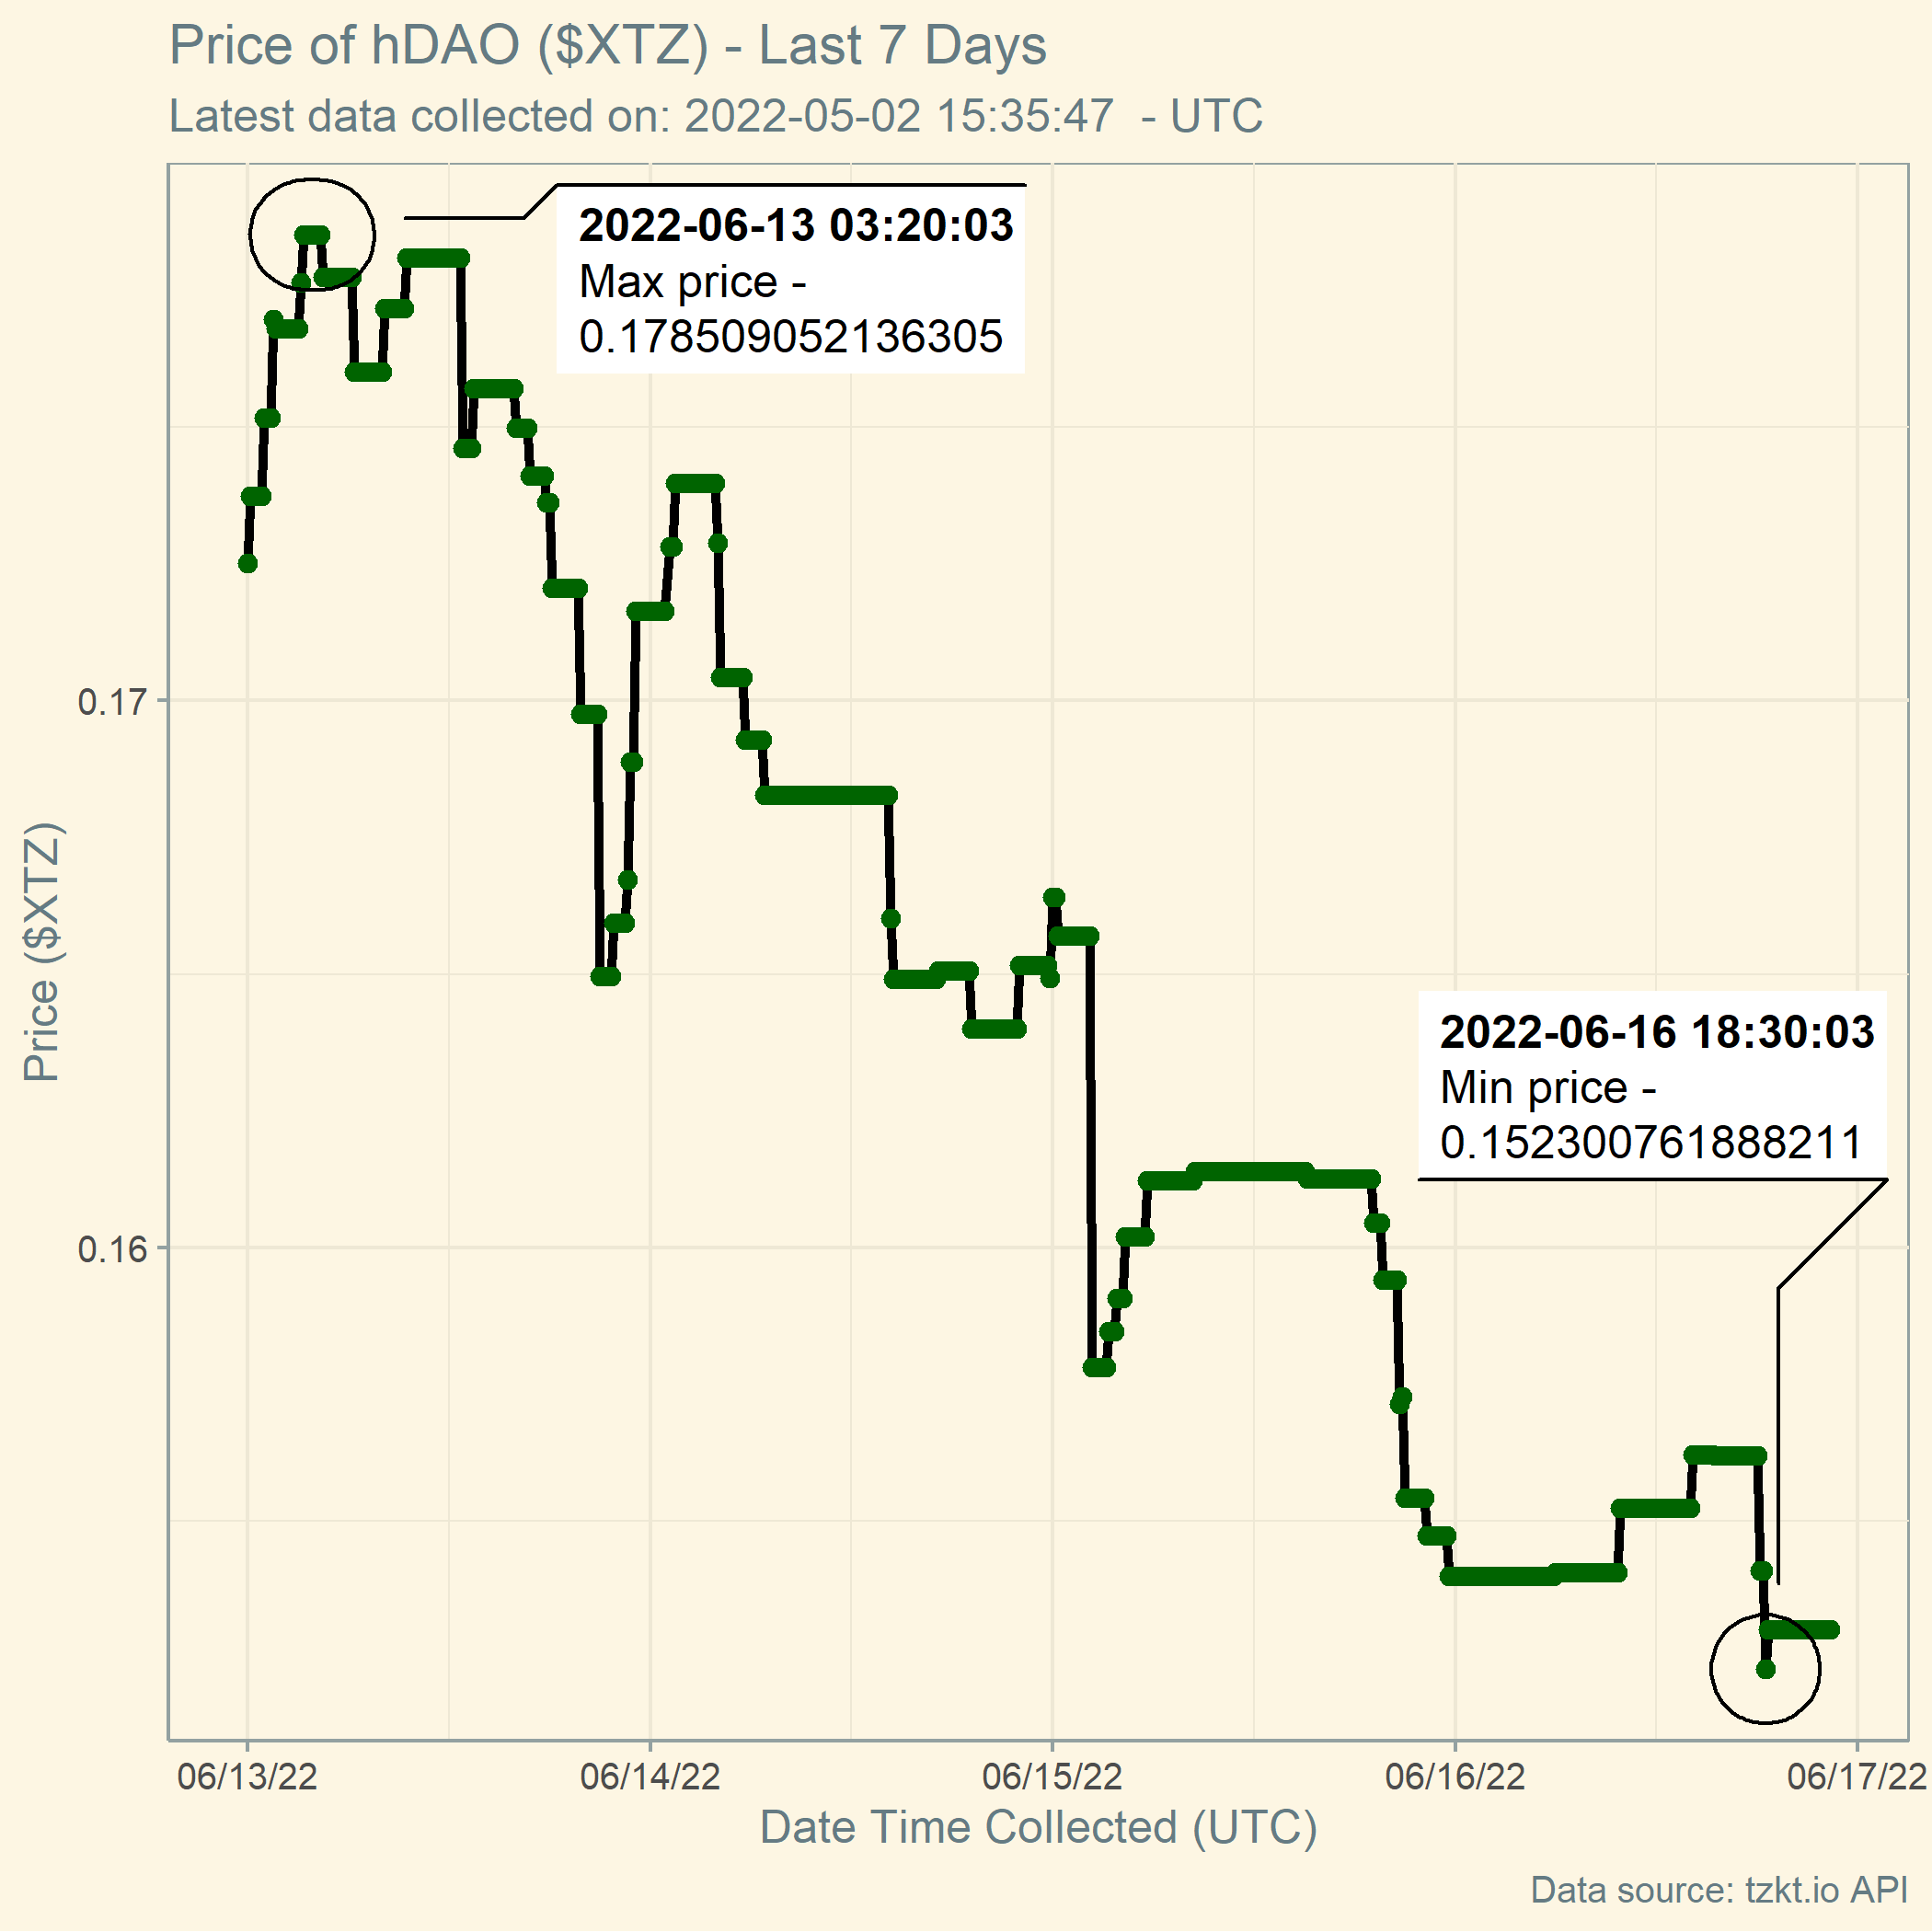 Price of hDAO ($XTZ) - Last 7 Days
Latest data collected on: 2022-05-02 15:35:47  - UTC
2022-06-13 03:20:03
Max price -
0.178509052136305
0.17
Price ($XTZ)
2022-06-16 18:30:03
Min price -
0.152300761888211
0.16
06/13/22 06/14/22 06/15/22 06/16/22 06/17/22
Date Time Collected (UTC)
Data source: tzkt.io API